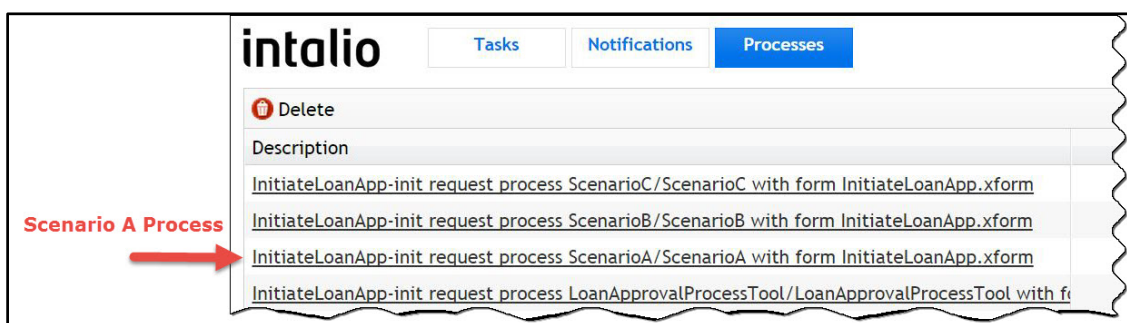 intalio
Tasks
Notifications
Processes
Delete
Description
InitiateLoanApp-init request process ScenarioC/ScenarioC with form InitiateLoanApp.xform
InitiateLoanApp-init request process ScenarioB/ScenarioB with form InitiateLoanApp.xform
Scenario A Process
InitiateLoanApp-init request process ScenarioA/ScenarioA with form InitiateLoanApp.xform
InitiateLoanApp-init request process LoanApprovalProcessTool/LoanApprovalProcessTool with